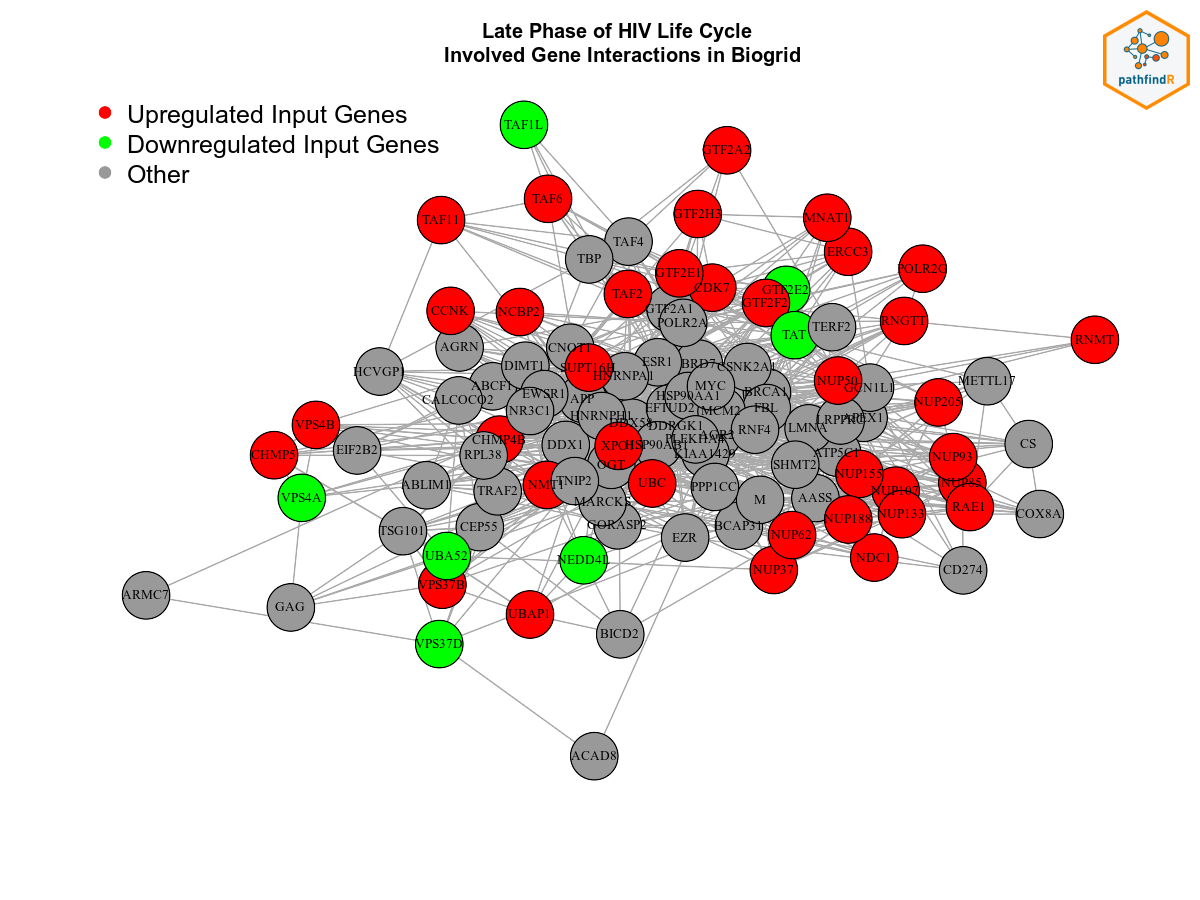 Late Phase of HIV Life Cycle
Involved Gene Interactions in Biogrid
pathfindR
Upregulated Input Genes
Downregulated Input Genes
Other
TAF1L
GTF2A2
TAF6
TAF11
GTF2H3
MNAT1
TAF4
ERCC3
TBP
POLR2G
GTF2E1
CDK7
GTF2E2
TAF2
GTF2F2
GTF2A1
CCNK
NCBP2
POLR2A
RNGTT
TERF2
TAT
RNMT
AGRN
CNOT1
HCVGP1
DIMT1
SUPT16H
ESR1
BRD7
CSNK2A1
HNRNPA1
NUP50
GCN1L1
METTL17
ABCF1
MYC
BRCA1
EWSR1
HSP90AA1
CALCOCO2
APP
NUP205
NR3C1
EFTUD2
MCM2
FBL
HNRNPH1
DDX58
LRPPRC
APEX1
VPS4B
DDRGK1
RNF4
LMNA
CHMP4B
PLEKHA4
AGR2
DDX1
XPO1
HSP90AB1
CS
EIF2B2
RPL38
KIAA1429
ATP5C1
CHMP5
NUP93
OGT
SHMT2
NUP155
ABLIM1
NMT1
TNIP2
UBC
PPP1CC
NUP85
TRAF2
NUP107
VPS4A
MARCKS
M
AASS
RAE1
NUP133
COX8A
NUP188
TSG101
CEP55
GORASP2
BCAP31
NUP62
EZR
UBA52
NEDD4L
NDC1
NUP37
CD274
VPS37B
ARMC7
GAG
UBAP1
BICD2
VPS37D
ACAD8